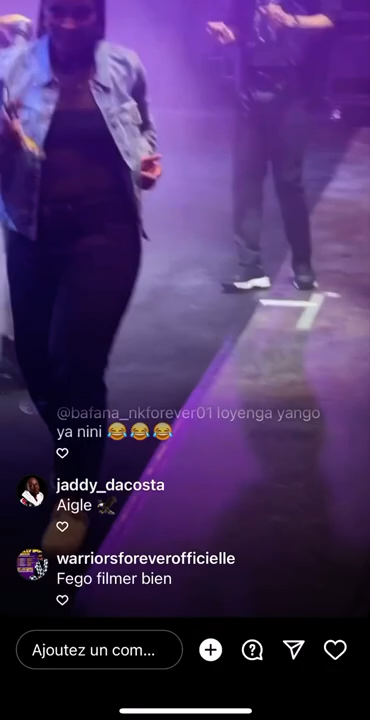 @bafana_nkforever01 loyenga yango
ya nini 😂😂😂
jaddy_dacosta
Aigle 🦅
warriorsforeverofficielle
Fego filmer bien
Ajoutez un com...